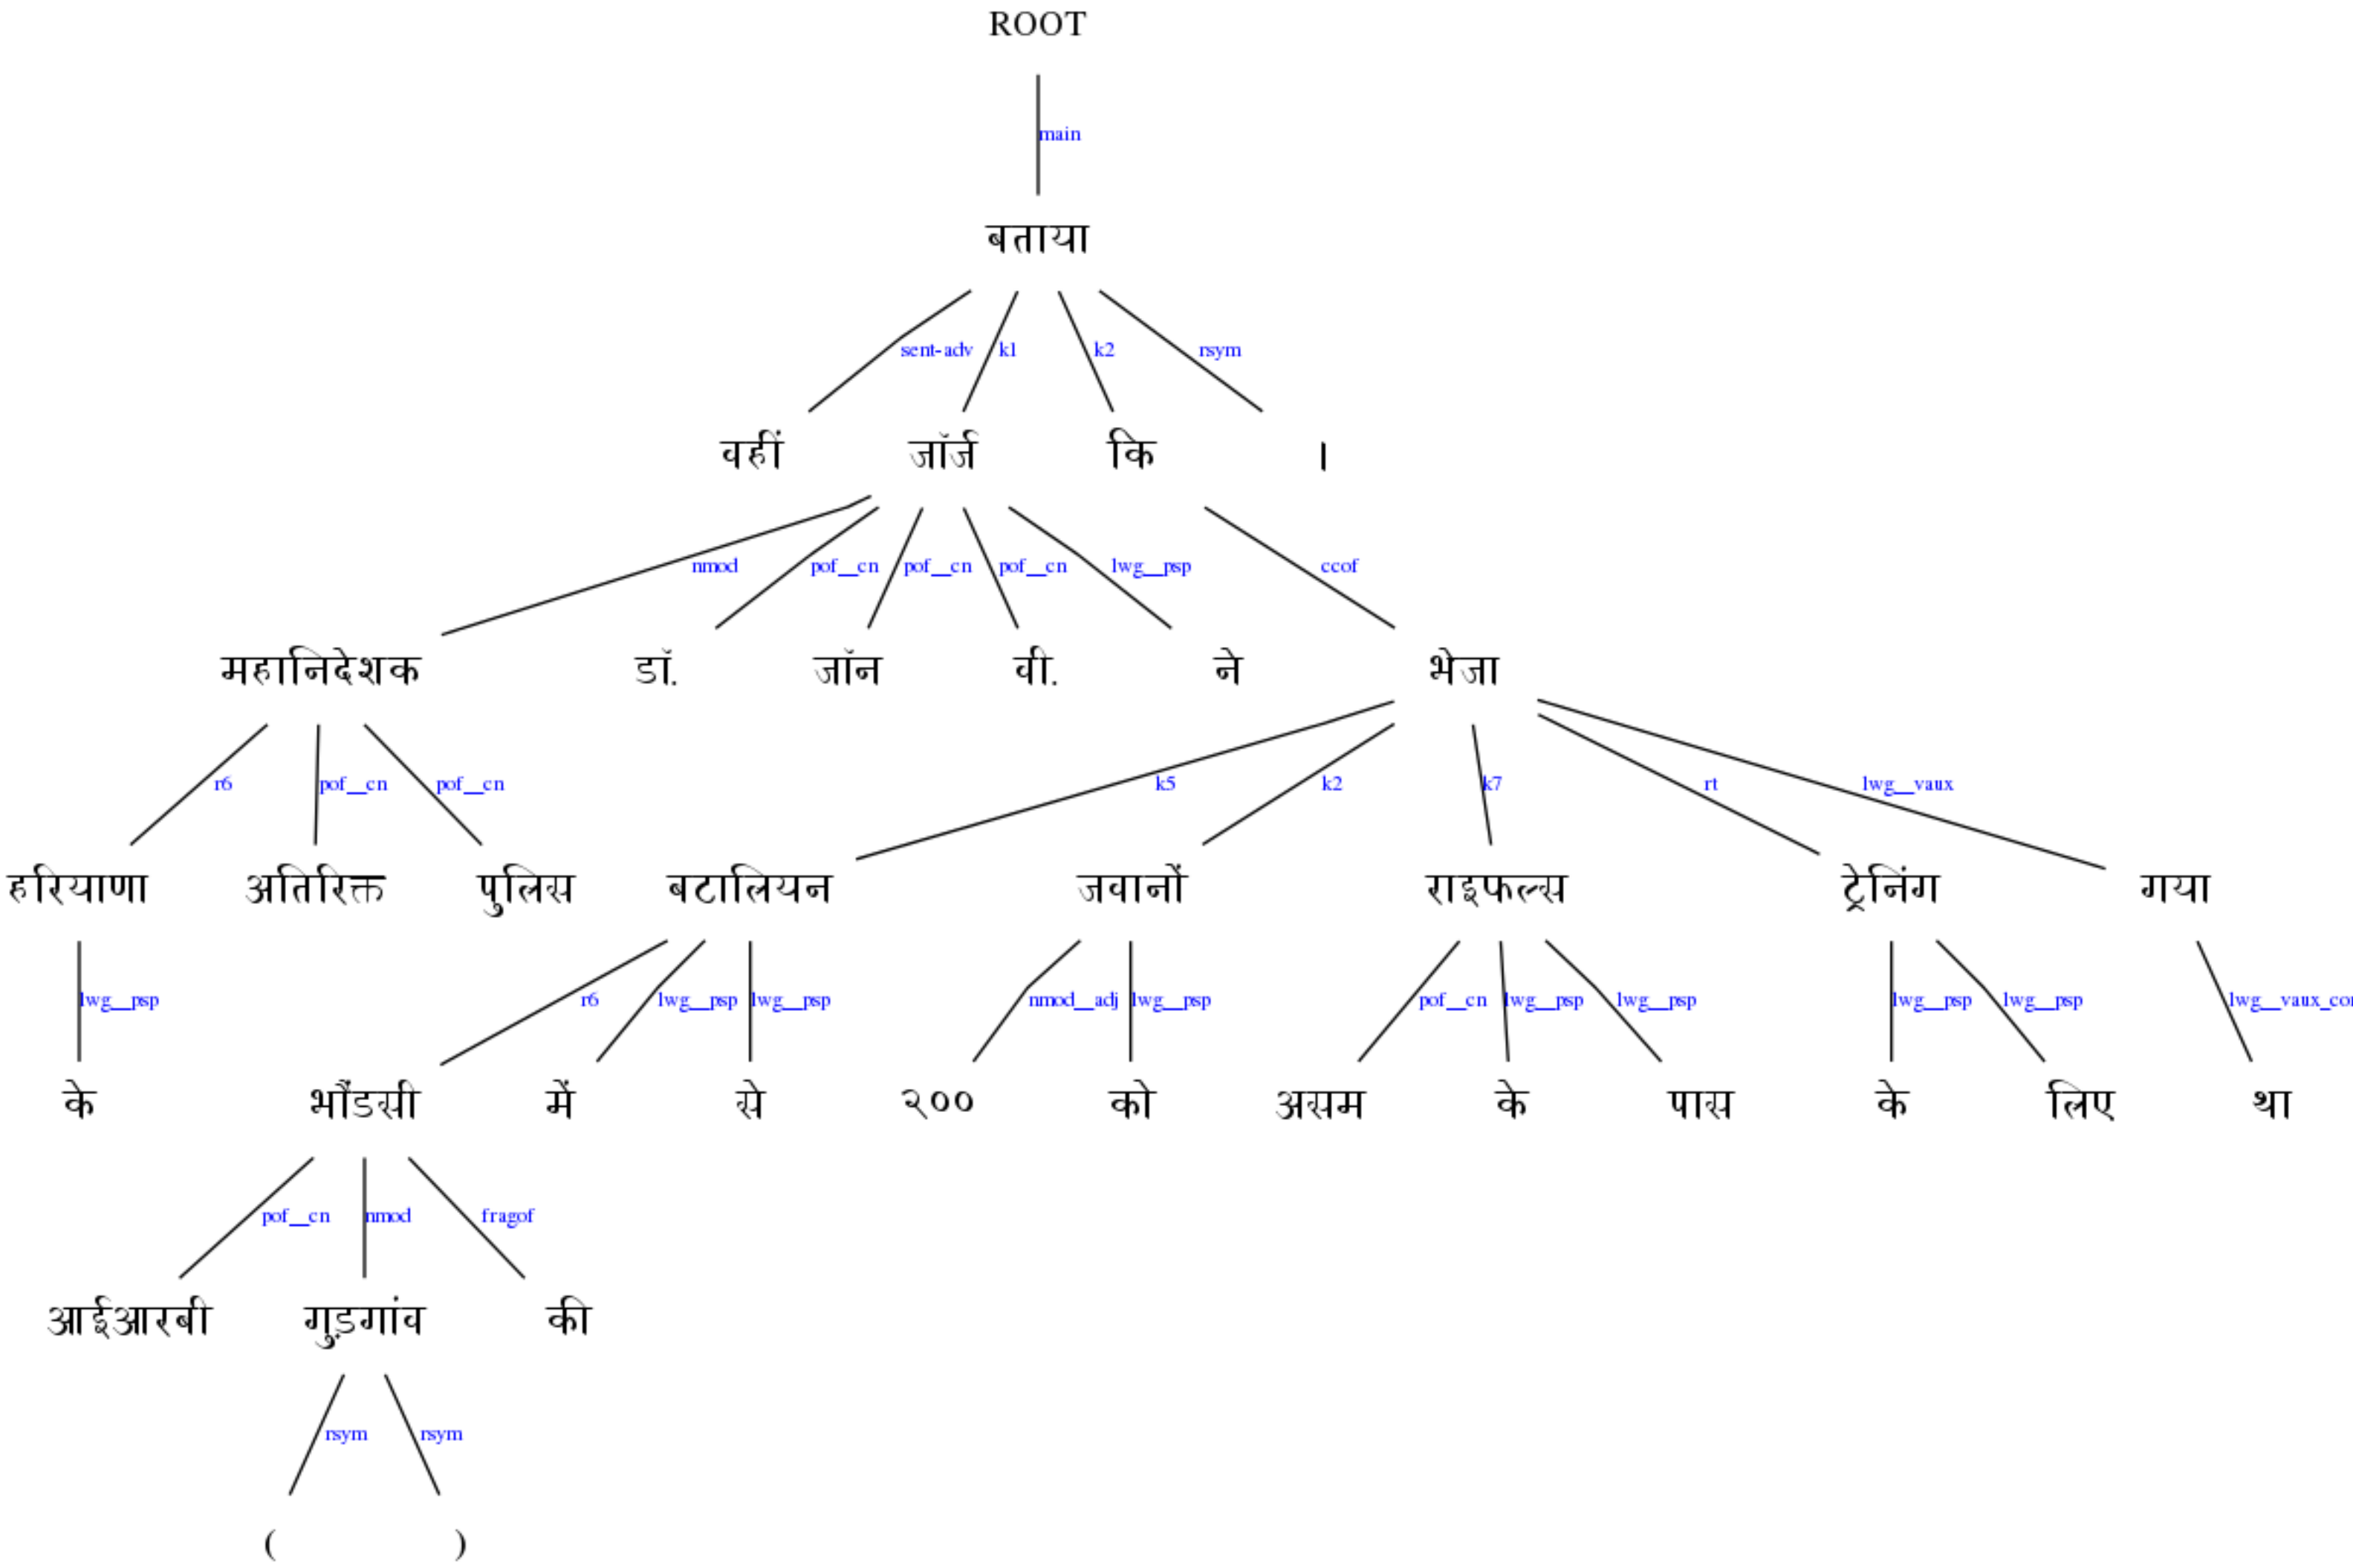 ROOT
main
बताया
sent-adv k1 k2 rsym
वहीं जॉर्ज कि ।
nmod pof__cn pof__cn pof__cn lwg__psp ccof
महानिदेशक डॉ. जॉन वी. ने भेजा
r6 pof__cn pof__cn k5 k2 k7 rt lwg__vaux
हरियाणा अतिरिक्त पुलिस बटालियन जवानों राइफल्स ट्रेनिंग गया
lwg__psp r6 lwg__psp lwg__psp nmod__adj lwg__psp pof__cn lwg__psp lwg__psp lwg__psp lwg__psp lwg__vaux_con
के भौंडसी में से २०० को असम के पास के लिए था
pof__cn nmod fragof
आईआरबी गुड़गांव की
rsym rsym
( )